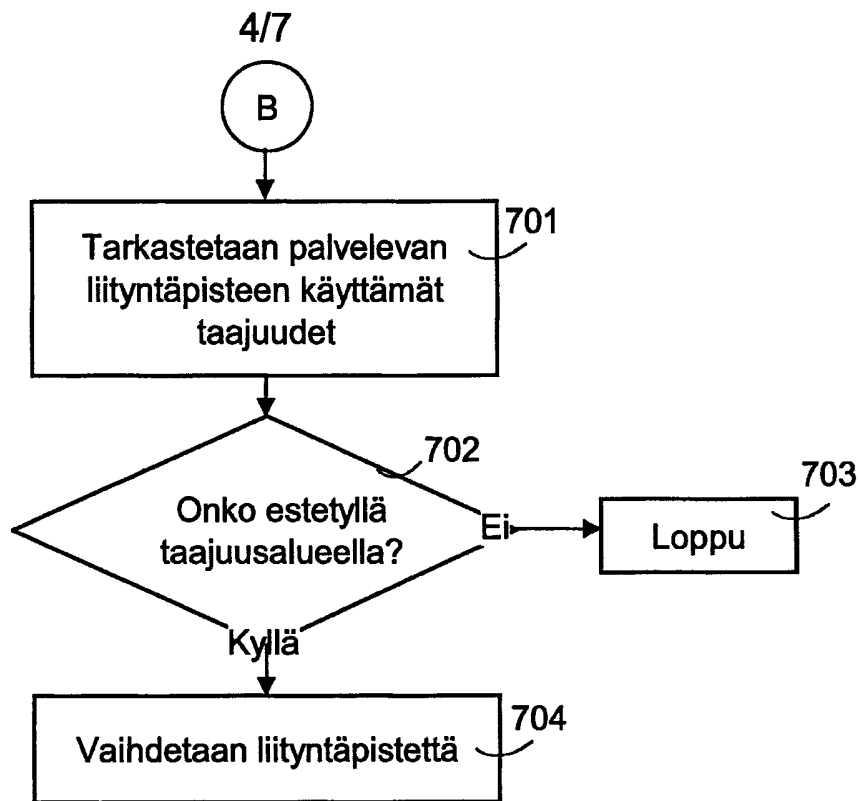 4/7
B
701
Tarkastetaan palvelevan
liityntäpisteen käyttämät
taajuudet
702
Onko estetyllä
taajuusalueella?
Ei
703
Loppu
Kyllä
704
Vaihdetaan liityntäpistettä